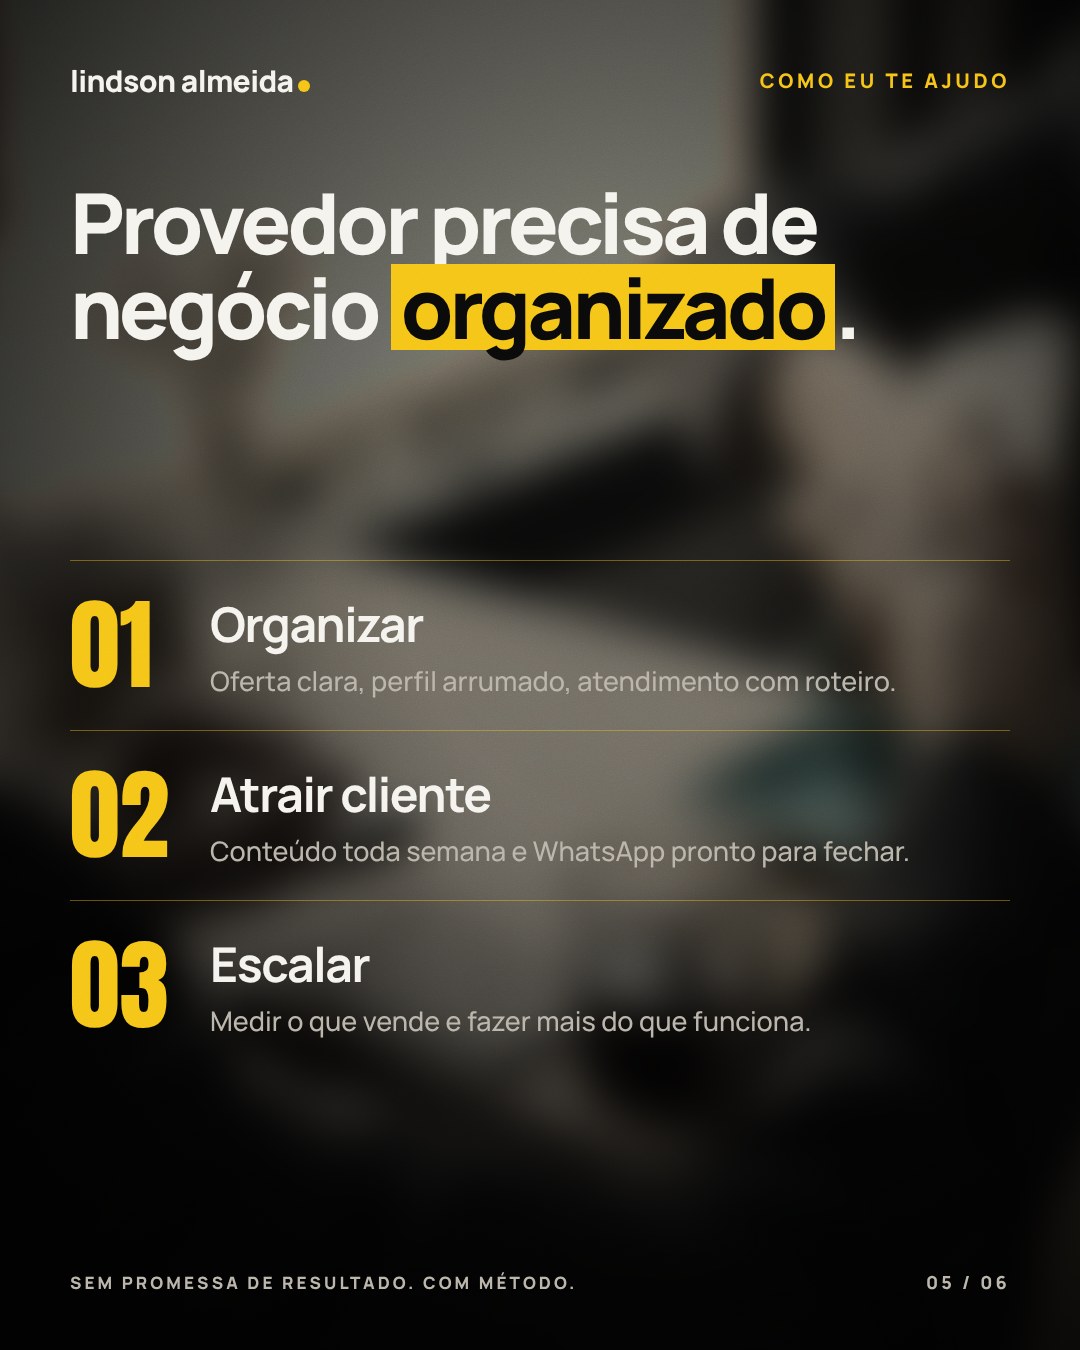 lindson almeida
COMO EU TE AJUDO
Provedor precisa de
negócio organizado.
01
Organizar
Oferta clara, perfil arrumado, atendimento com roteiro.
02
Atrair cliente
Conteúdo toda semana e WhatsApp pronto para fechar.
03
Escalar
Medir o que vende e fazer mais do que funciona.
SEM PROMESSA DE RESULTADO. COM MÉTODO.
05 / 06